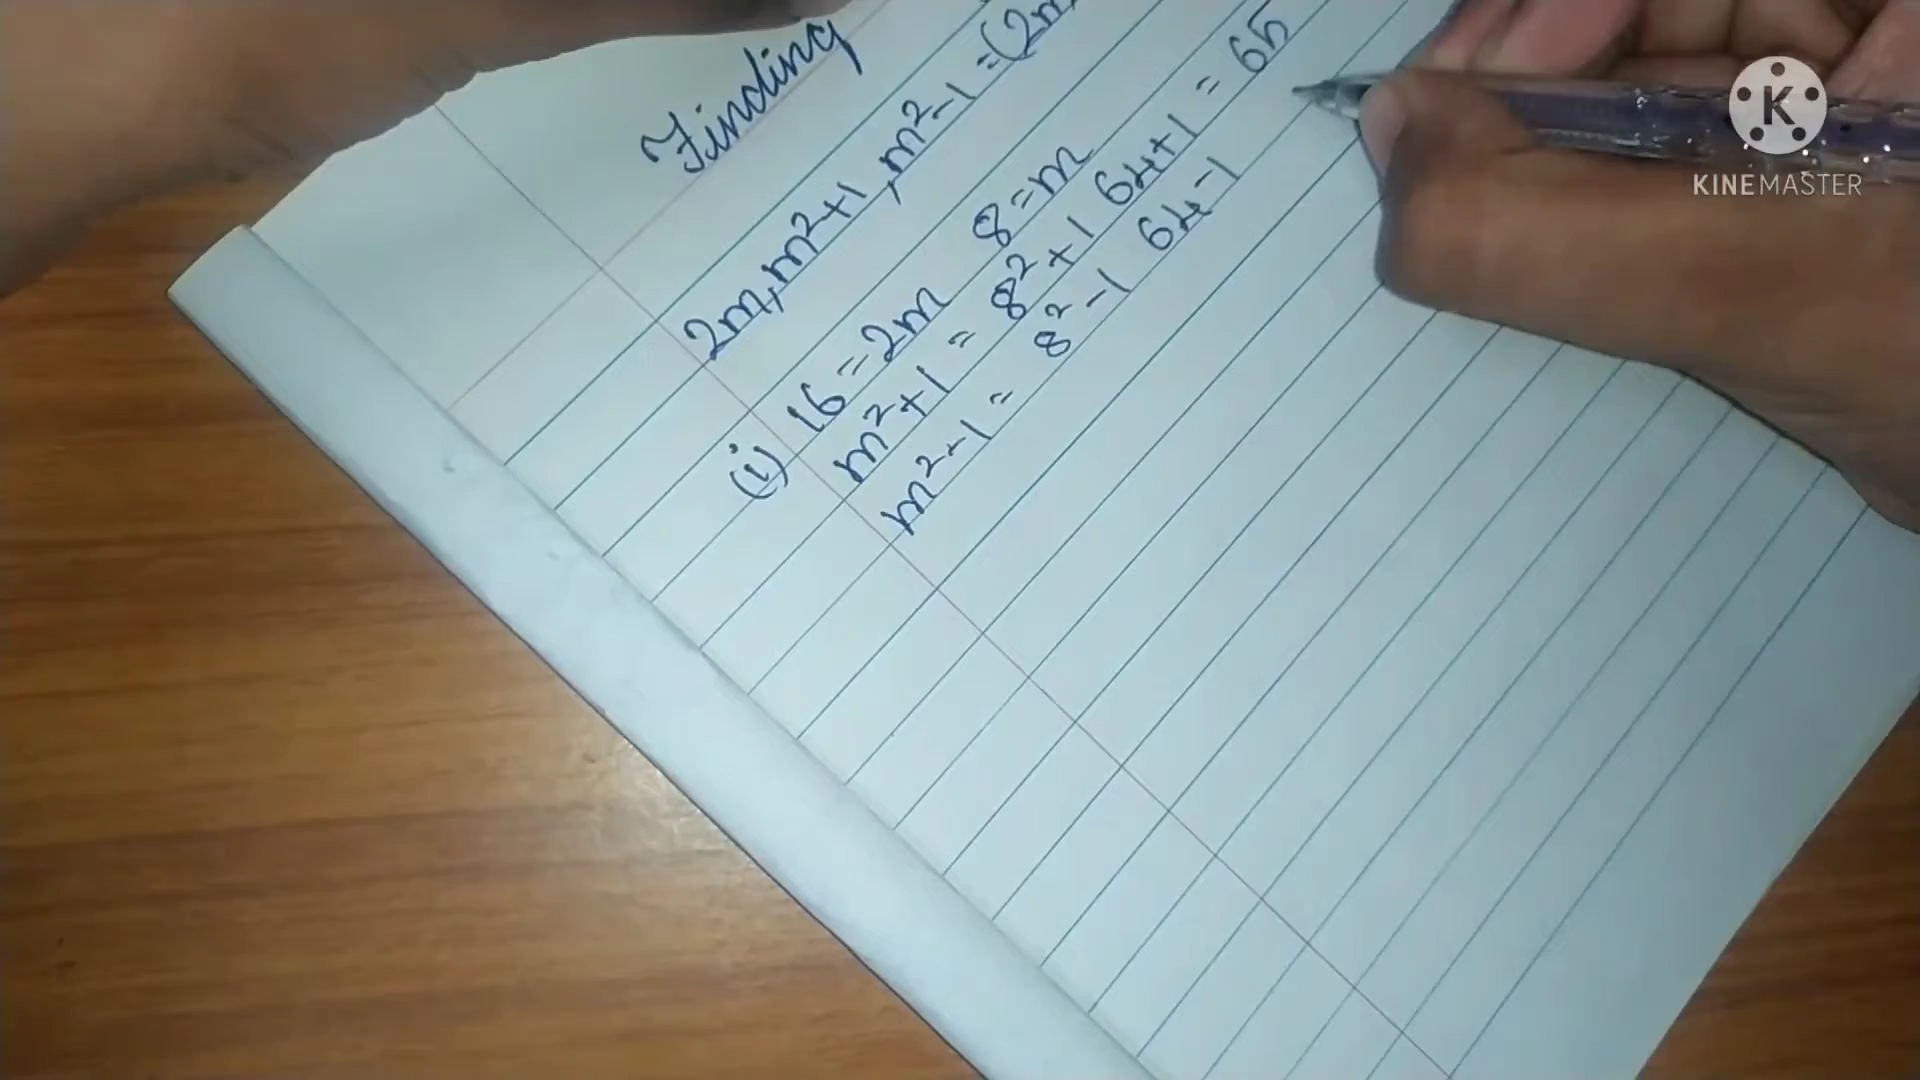 Finding
2m, m²+1, m²-1 = (2m
(i) 16 = 2m 8 = m
m²+1 = 8²+1 64+1 = 65
m²-1 = 8²-1 64-1
KINEMASTER